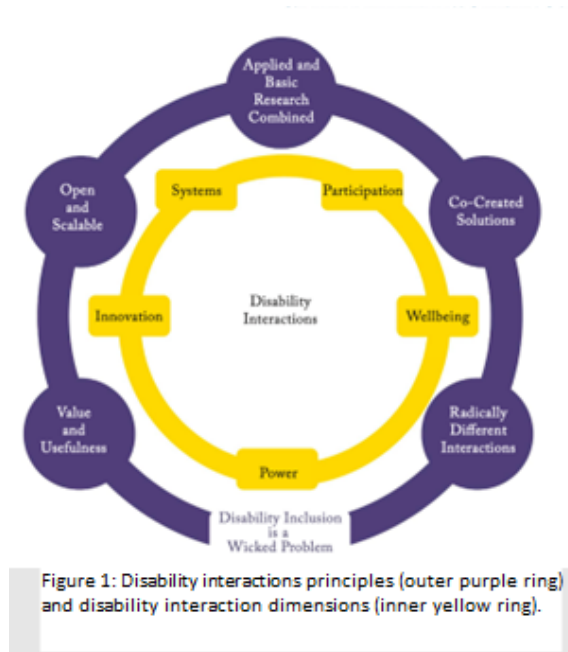 Applied and
Basic
Research
Combined
Open
and
Scalable
Systems
Participation
Co-Created
Solutions
Innovation
Disability
Interactions
Wellbeing
Value
and
Usefulness
Radically
Different
Interactions
Power
Disability Inclusion
is a
Wicked Problem
Figure 1: Disability interactions principles (outer purple ring)
and disability interaction dimensions (inner yellow ring).